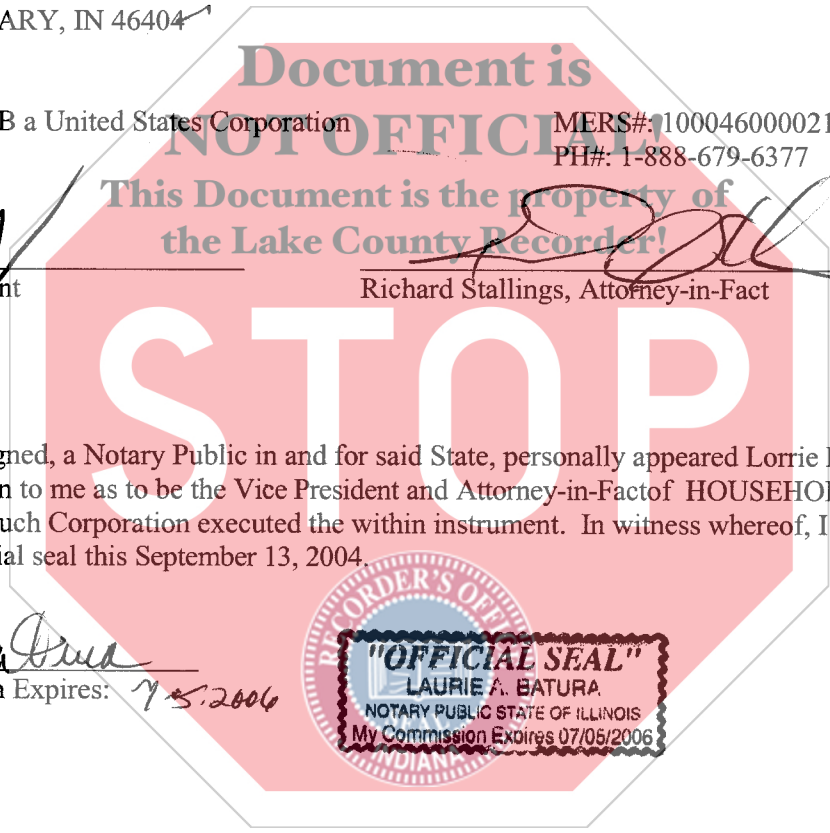 ARY, IN 46404
Document is
B a United States Corporation MERS#: 100046000021
NOT OFFICIAL!
PH#: 1-888-679-6377
This Document is the property of
the Lake County Recorder!
nt Richard Stallings, Attorney-in-Fact
STOP
gned, a Notary Public in and for said State, personally appeared Lorrie
n to me as to be the Vice President and Attorney-in-Factof HOUSEHOL
uch Corporation executed the within instrument. In witness whereof, I
ial seal this September 13, 2004.
RECORDER'S OFFI
SEAL
INDIANA
"OFFICIAL SEAL"
LAURIE A. BATURA
NOTARY PUBLIC STATE OF ILLINOIS
My Commission Expires 07/05/2006
n Expires: 7-5-2006